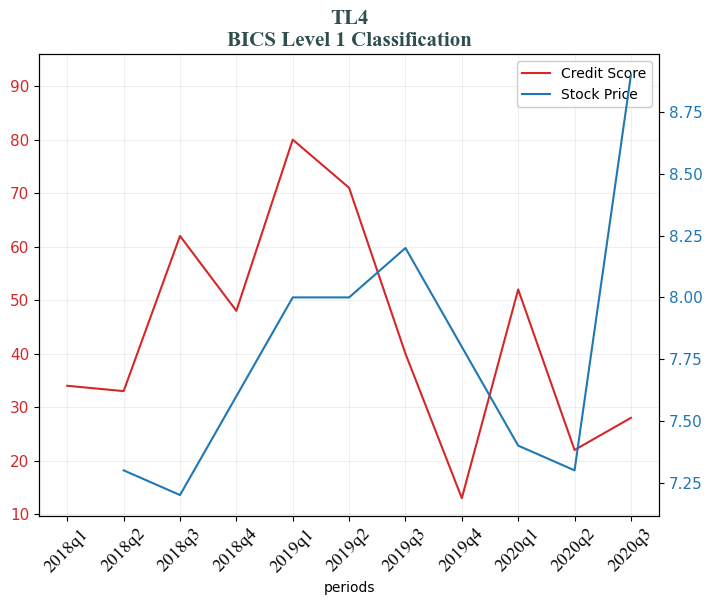 TL4
BICS Level 1 Classification
Credit Score
Stock Price
90
80
70
60
50
40
30
20
10
8.75
8.50
8.25
8.00
7.75
7.50
7.25
2018q1
2018q2
2018q3
2018q4
2019q1
2019q2
2019q3
2019q4
2020q1
2020q2
2020q3
periods